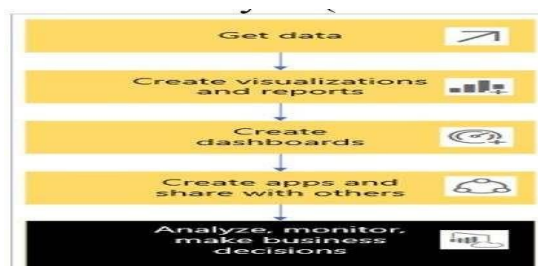 Get data
Create visualizations
and reports
Create
dashboards
Create apps and
share with others
Analyze, monitor,
make business
decisions